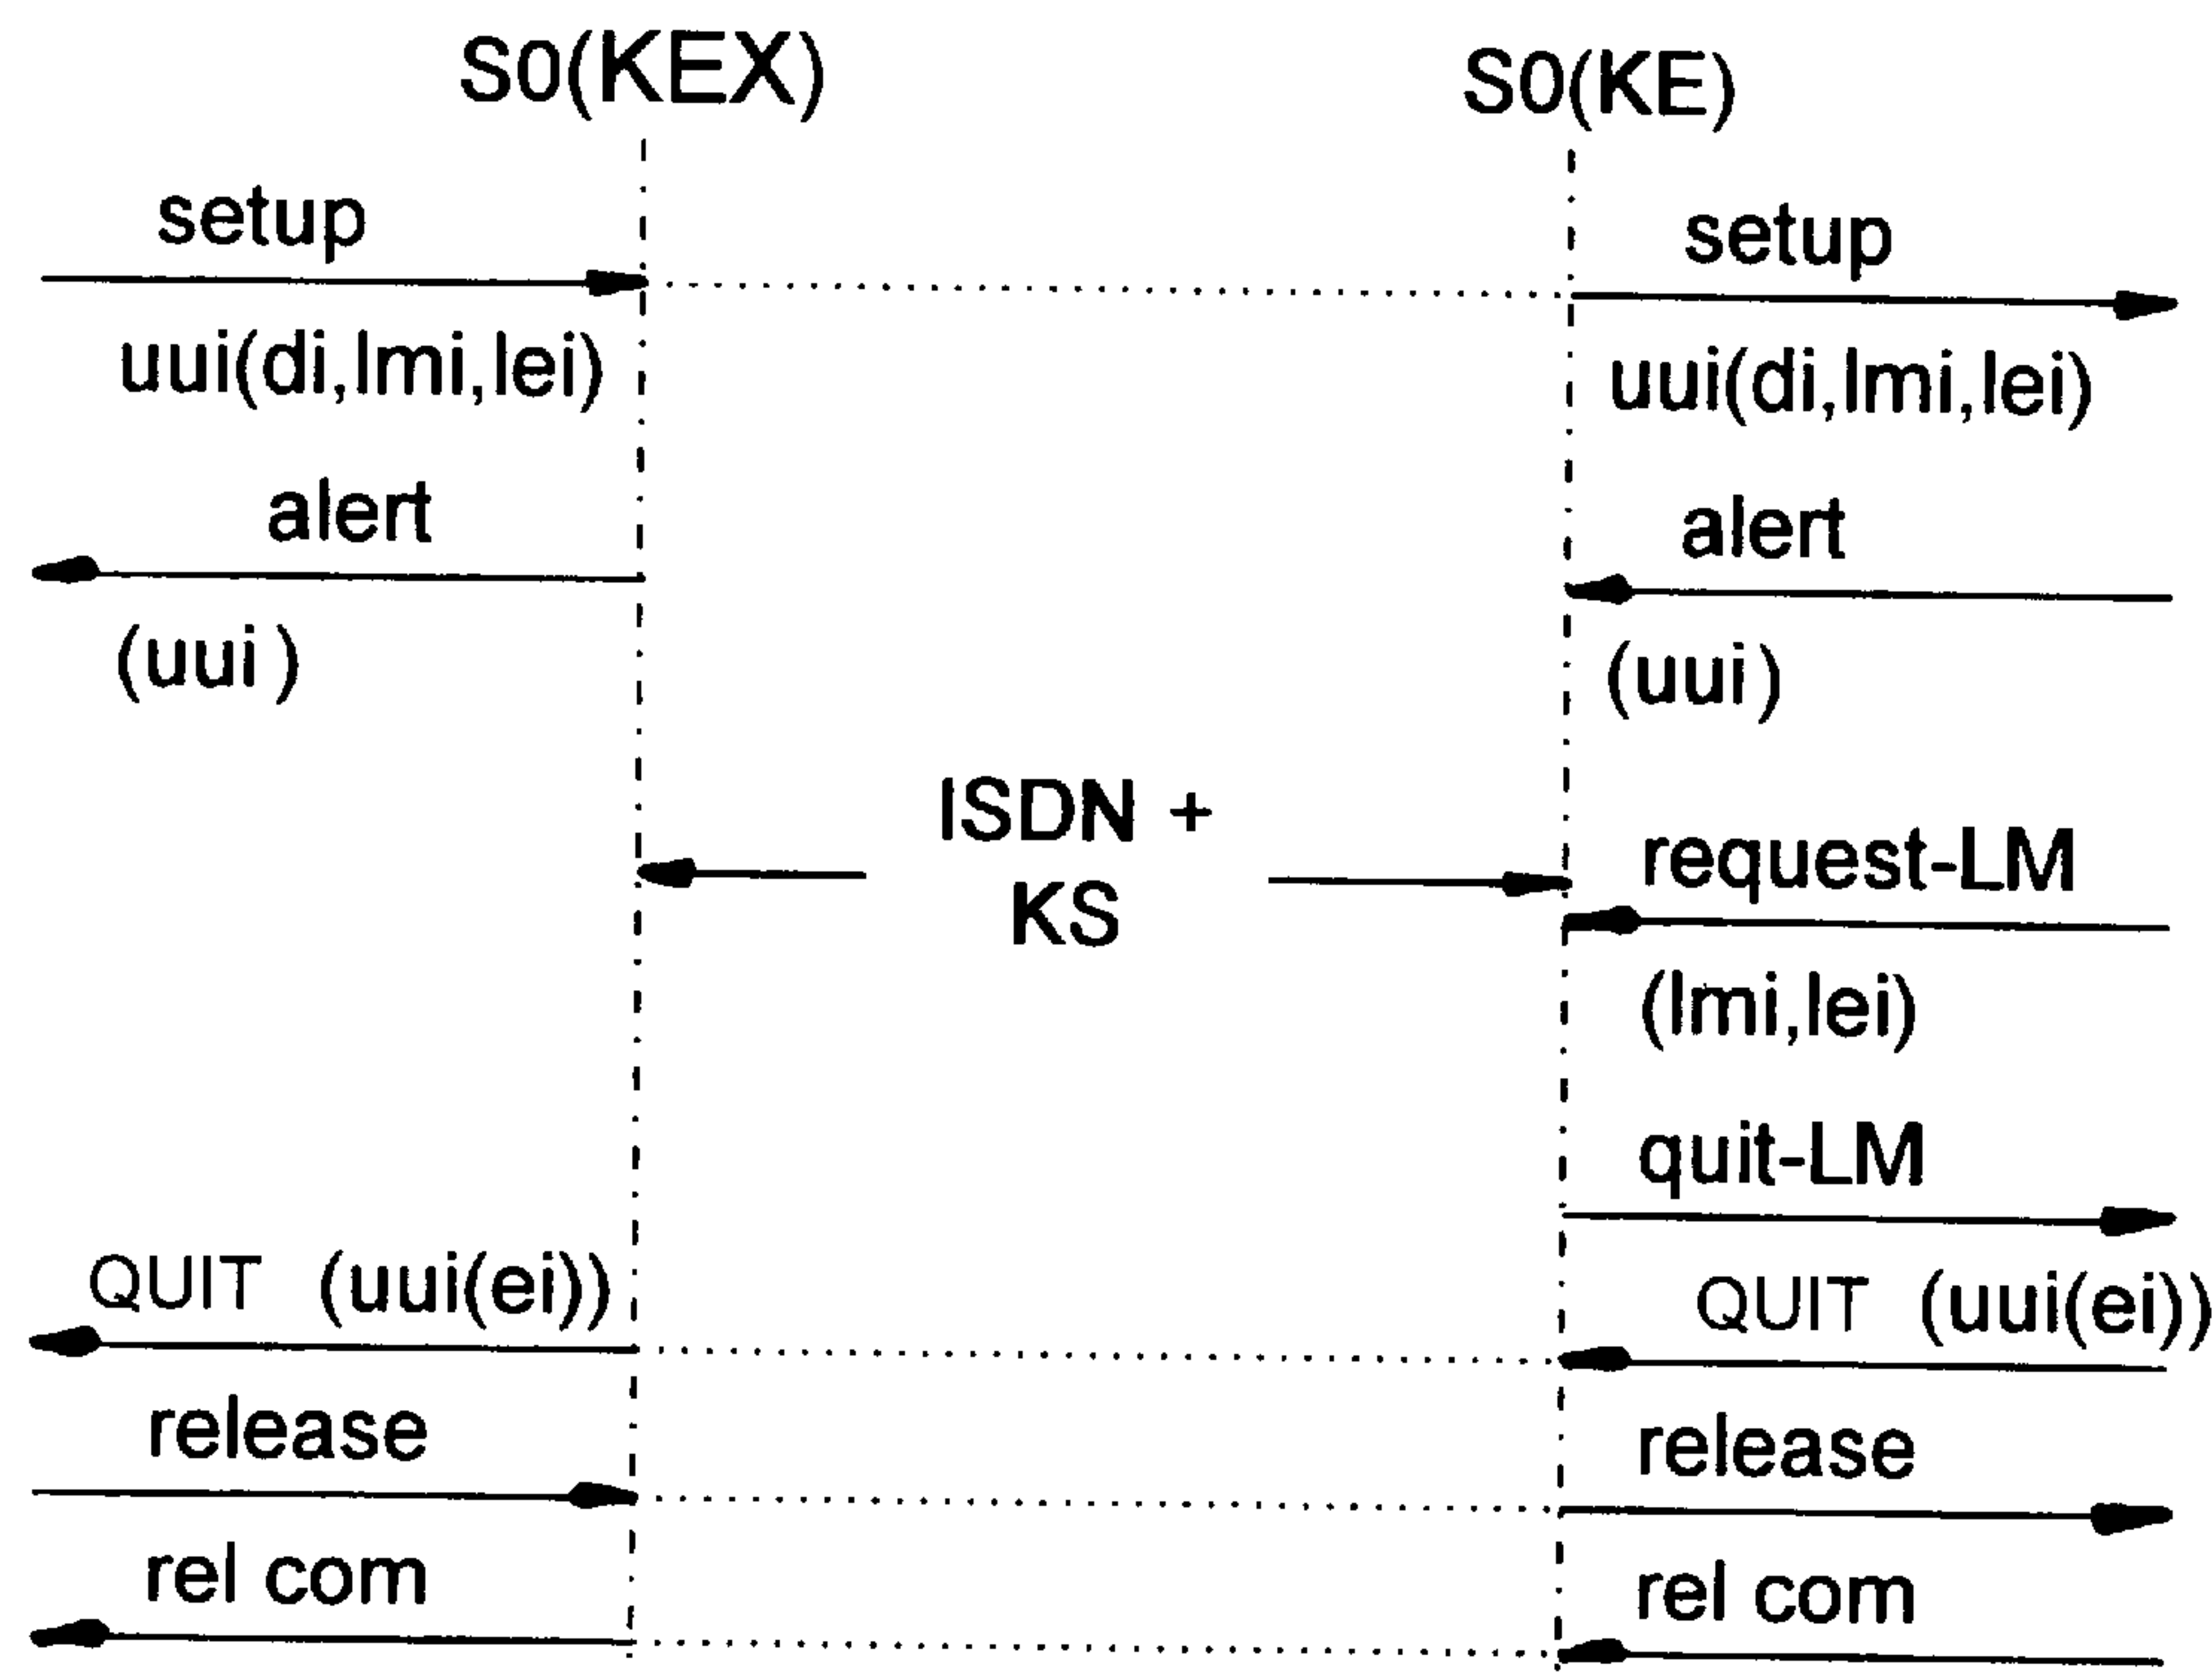 S0(KEX)
S0(KE)
setup
setup
uui(di,lmi,lei)
uui(di,lmi,lei)
alert
alert
(uui)
(uui)
ISDN +
KS
request-LM
(lmi,lei)
quit-LM
QUIT (uui(ei))
QUIT (uui(ei))
release
release
rel com
rel com